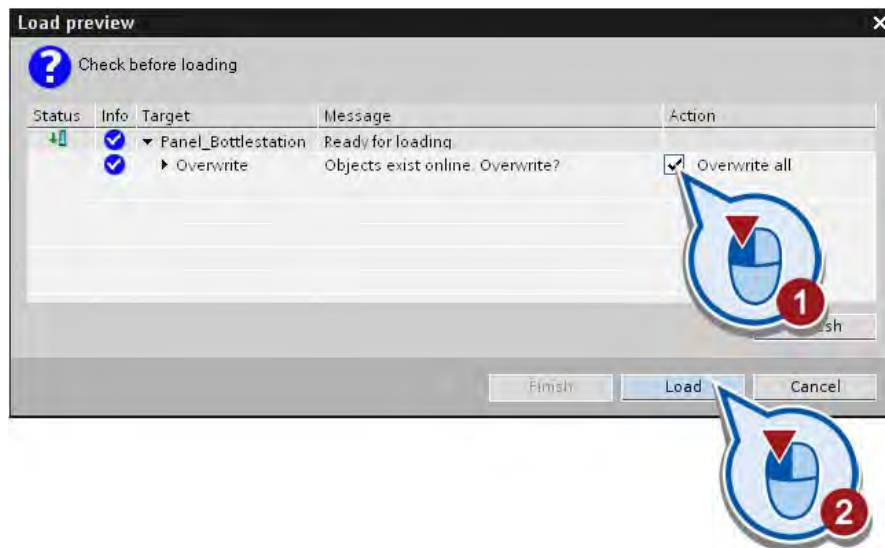 Load preview
Check before loading
Status Info Target Message Action
Panel_Bottlestation Ready for loading
Overwrite Objects exist online. Overwrite? Overwrite all
1
sh
Finish Load Cancel
2